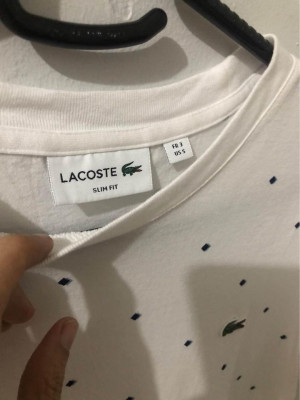 LACOSTE
SLIM FIT
FR 3
US S